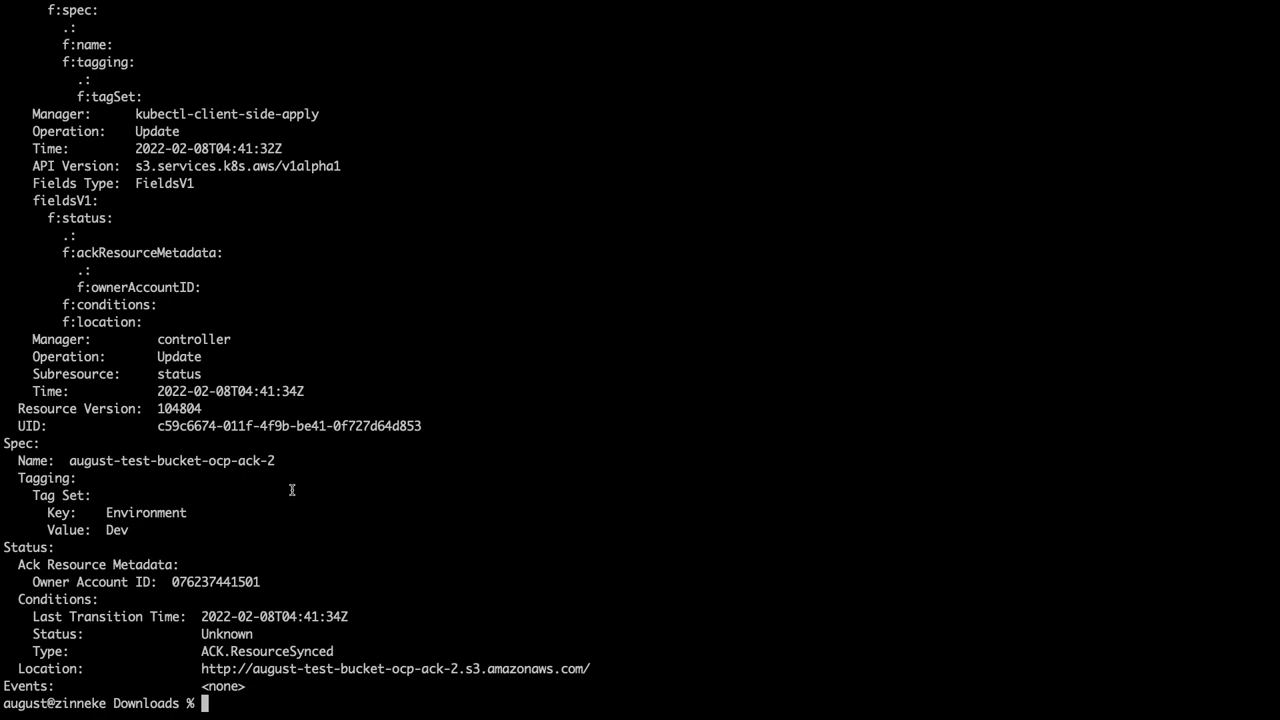 f:spec:
.:
f:name:
f:tagging:
.:
f:tagSet:
Manager:      kubectl-client-side-apply
Operation:    Update
Time:         2022-02-08T04:41:32Z
API Version:  s3.services.k8s.aws/v1alpha1
Fields Type:  FieldsV1
fieldsV1:
f:status:
.:
f:ackResourceMetadata:
.:
f:ownerAccountID:
f:conditions:
f:location:
Manager:         controller
Operation:       Update
Subresource:     status
Time:            2022-02-08T04:41:34Z
Resource Version:  104804
UID:               c59c6674-011f-4f9b-be41-0f727d64d853
Spec:
Name:  august-test-bucket-ocp-ack-2
Tagging:
Tag Set:
Key:    Environment
Value:  Dev
Status:
Ack Resource Metadata:
Owner Account ID:  076237441501
Conditions:
Last Transition Time:  2022-02-08T04:41:34Z
Status:                Unknown
Type:                  ACK.ResourceSynced
Location:                http://august-test-bucket-ocp-ack-2.s3.amazonaws.com/
Events:                    <none>
august@zinneke Downloads %